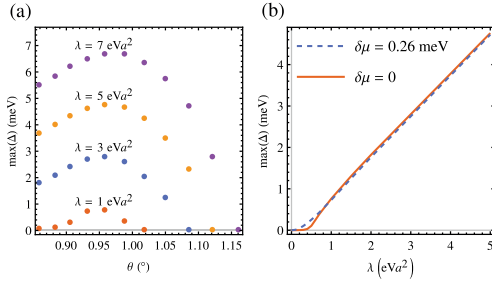 (a)
max(Δ) (meV)
7
6
5
4
3
2
1
0
λ = 7 eVa²
λ = 5 eVa²
λ = 3 eVa²
λ = 1 eVa²
0.90 0.95 1.00 1.05 1.10 1.15
θ (°)
(b)
max(Δ) (meV)
4
3
2
1
0
δμ = 0.26 meV
δμ = 0
0 1 2 3 4 5
λ (eVa²)